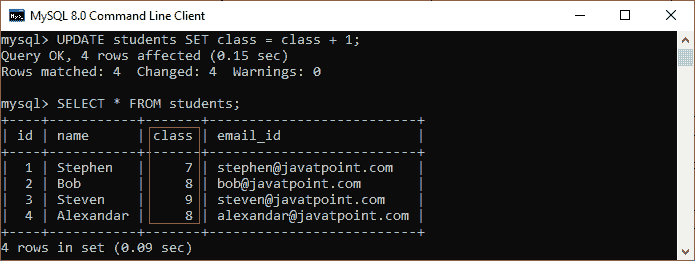 MySQL 8.0 Command Line Client
mysql> UPDATE students SET class = class + 1;
Query OK, 4 rows affected (0.15 sec)
Rows matched: 4  Changed: 4  Warnings: 0
mysql> SELECT * FROM students;
+----+-----------+-------+-------------------------+
| id | name      | class | email_id                |
+----+-----------+-------+-------------------------+
|  1 | Stephen   |     7 | stephen@javatpoint.com   |
|  2 | Bob       |     8 | bob@javatpoint.com       |
|  3 | Steven    |     9 | steven@javatpoint.com    |
|  4 | Alexandar |     8 | alexandar@javatpoint.com |
+----+-----------+-------+-------------------------+
4 rows in set (0.09 sec)